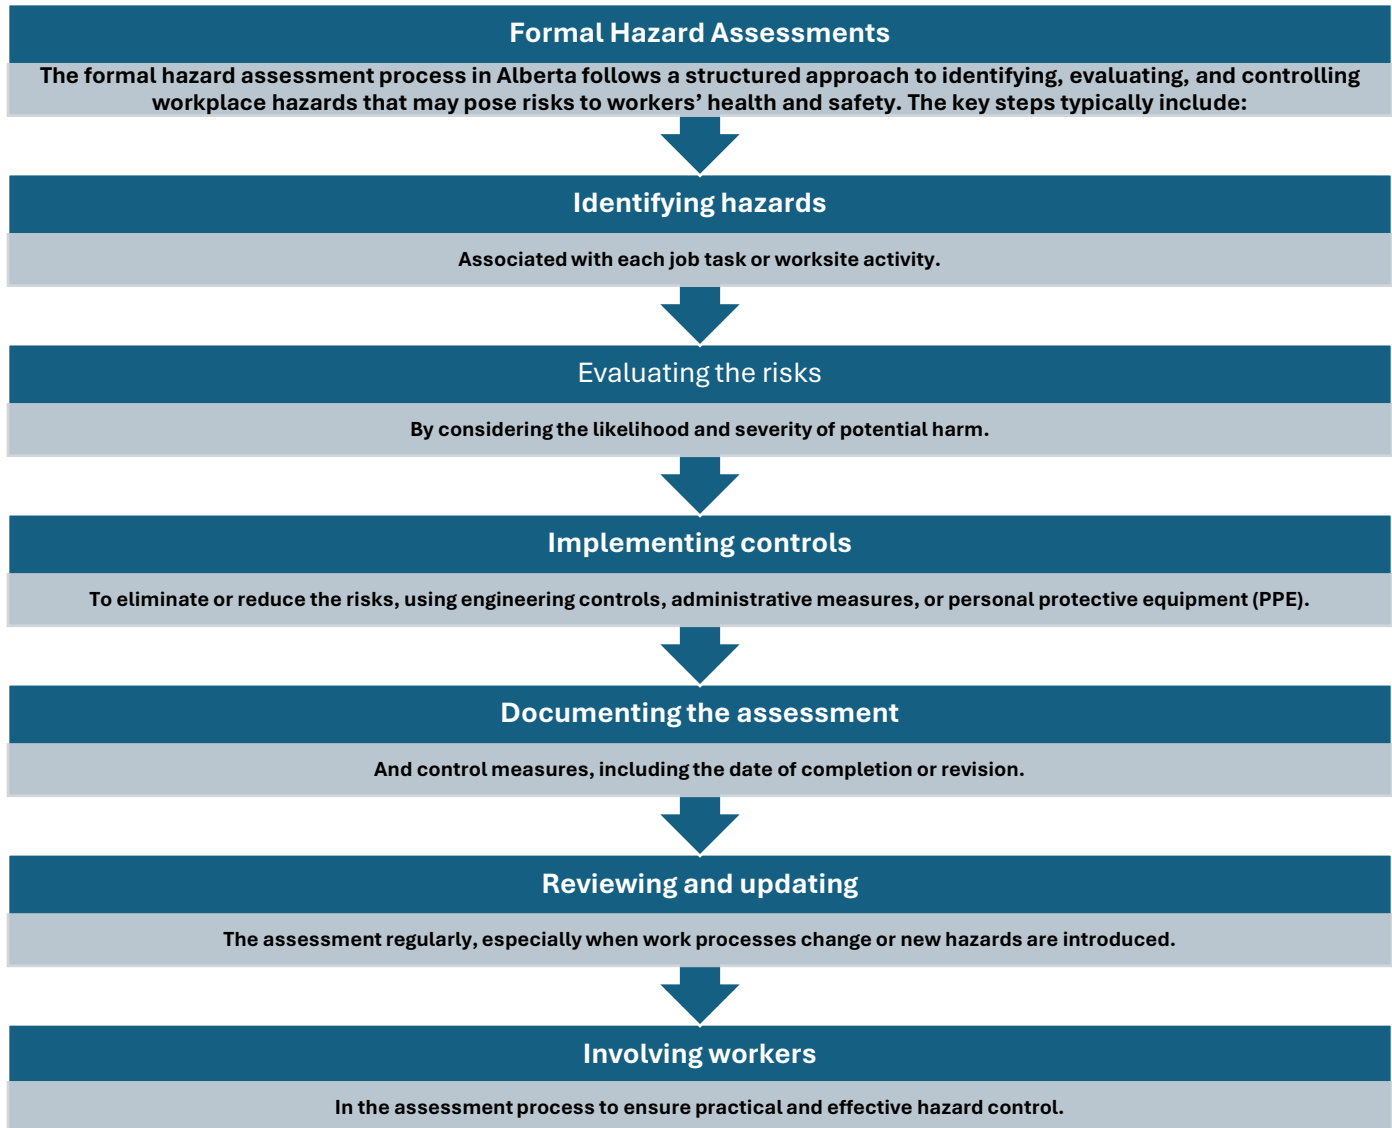 Formal Hazard Assessments
The formal hazard assessment process in Alberta follows a structured approach to identifying, evaluating, and controlling
workplace hazards that may pose risks to workers’ health and safety. The key steps typically include:
Identifying hazards
Associated with each job task or worksite activity.
Evaluating the risks
By considering the likelihood and severity of potential harm.
Implementing controls
To eliminate or reduce the risks, using engineering controls, administrative measures, or personal protective equipment (PPE).
Documenting the assessment
And control measures, including the date of completion or revision.
Reviewing and updating
The assessment regularly, especially when work processes change or new hazards are introduced.
Involving workers
In the assessment process to ensure practical and effective hazard control.